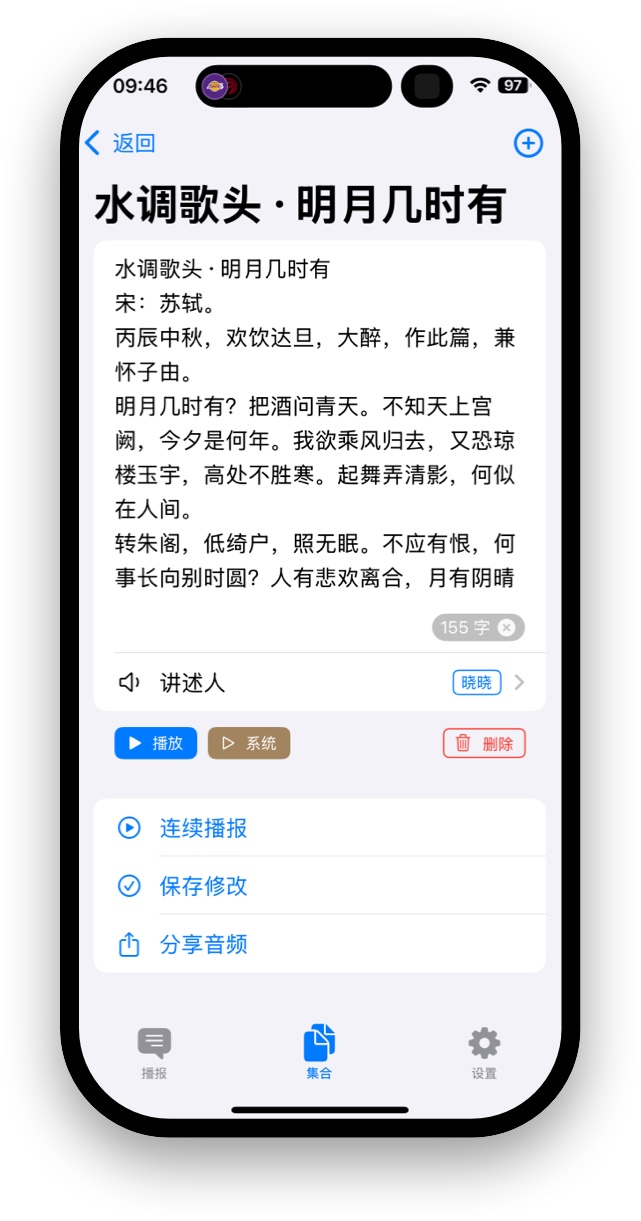 09:46
97
返回
水调歌头 · 明月几时有
水调歌头 · 明月几时有
宋：苏轼。
丙辰中秋，欢饮达旦，大醉，作此篇，兼
怀子由。
明月几时有？把酒问青天。不知天上宫
阙，今夕是何年。我欲乘风归去，又恐琼
楼玉宇，高处不胜寒。起舞弄清影，何似
在人间。
转朱阁，低绮户，照无眠。不应有恨，何
事长向别时圆？人有悲欢离合，月有阴晴
155 字
讲述人
晓晓
播放
系统
删除
连续播报
保存修改
分享音频
播报
集合
设置